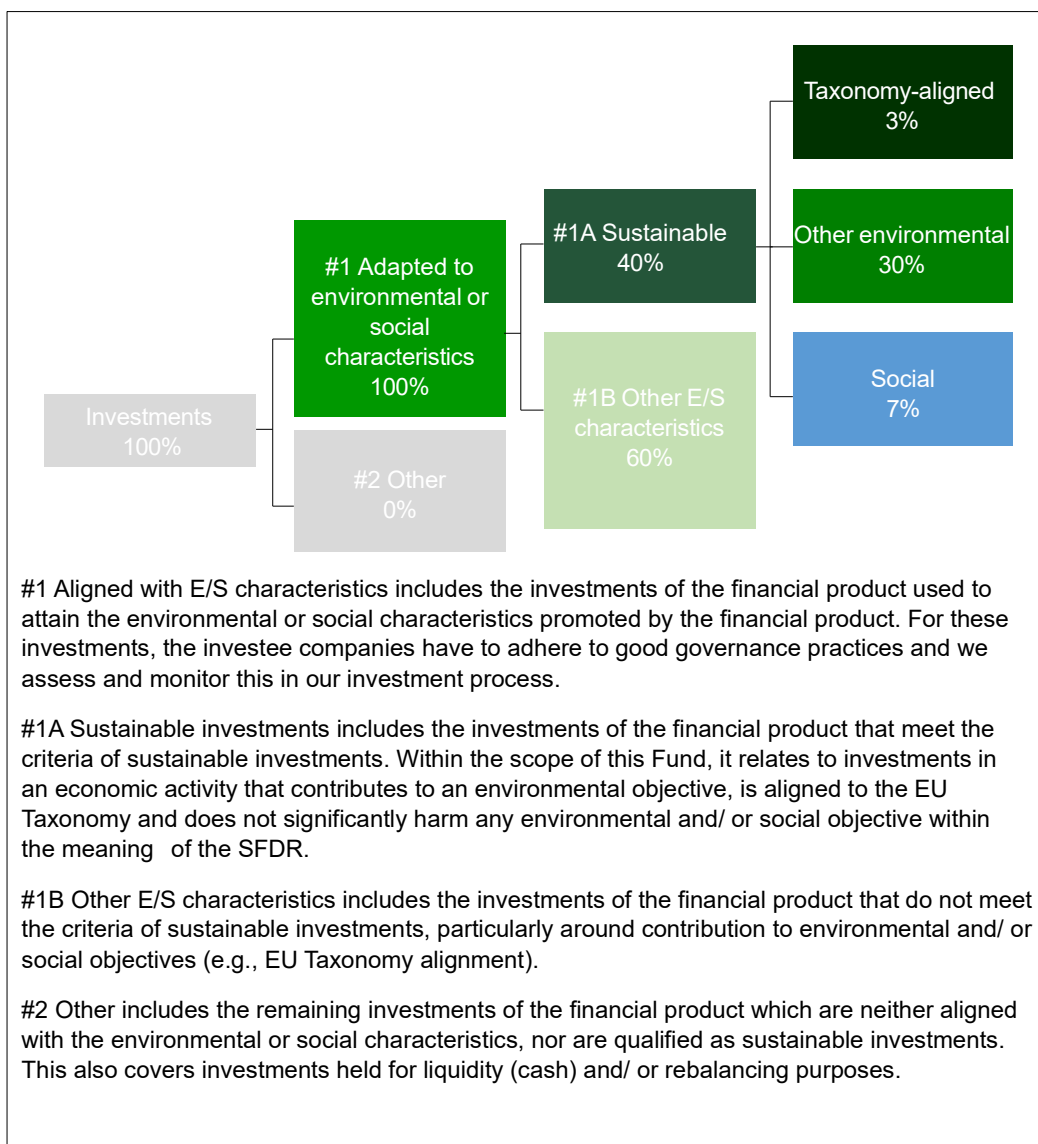 Taxonomy-aligned
3%
#1A Sustainable
40%
Other environmental
30%
#1 Adapted to
environmental or
social
characteristics
100%
Social
7%
#1B Other E/S
characteristics
60%
Investments
100%
#2 Other
0%
#1 Aligned with E/S characteristics includes the investments of the financial product used to
attain the environmental or social characteristics promoted by the financial product. For these
investments, the investee companies have to adhere to good governance practices and we
assess and monitor this in our investment process.
#1A Sustainable investments includes the investments of the financial product that meet the
criteria of sustainable investments. Within the scope of this Fund, it relates to investments in
an economic activity that contributes to an environmental objective, is aligned to the EU
Taxonomy and does not significantly harm any environmental and/ or social objective within
the meaning of the SFDR.
#1B Other E/S characteristics includes the investments of the financial product that do not meet
the criteria of sustainable investments, particularly around contribution to environmental and/ or
social objectives (e.g., EU Taxonomy alignment).
#2 Other includes the remaining investments of the financial product which are neither aligned
with the environmental or social characteristics, nor are qualified as sustainable investments.
This also covers investments held for liquidity (cash) and/ or rebalancing purposes.